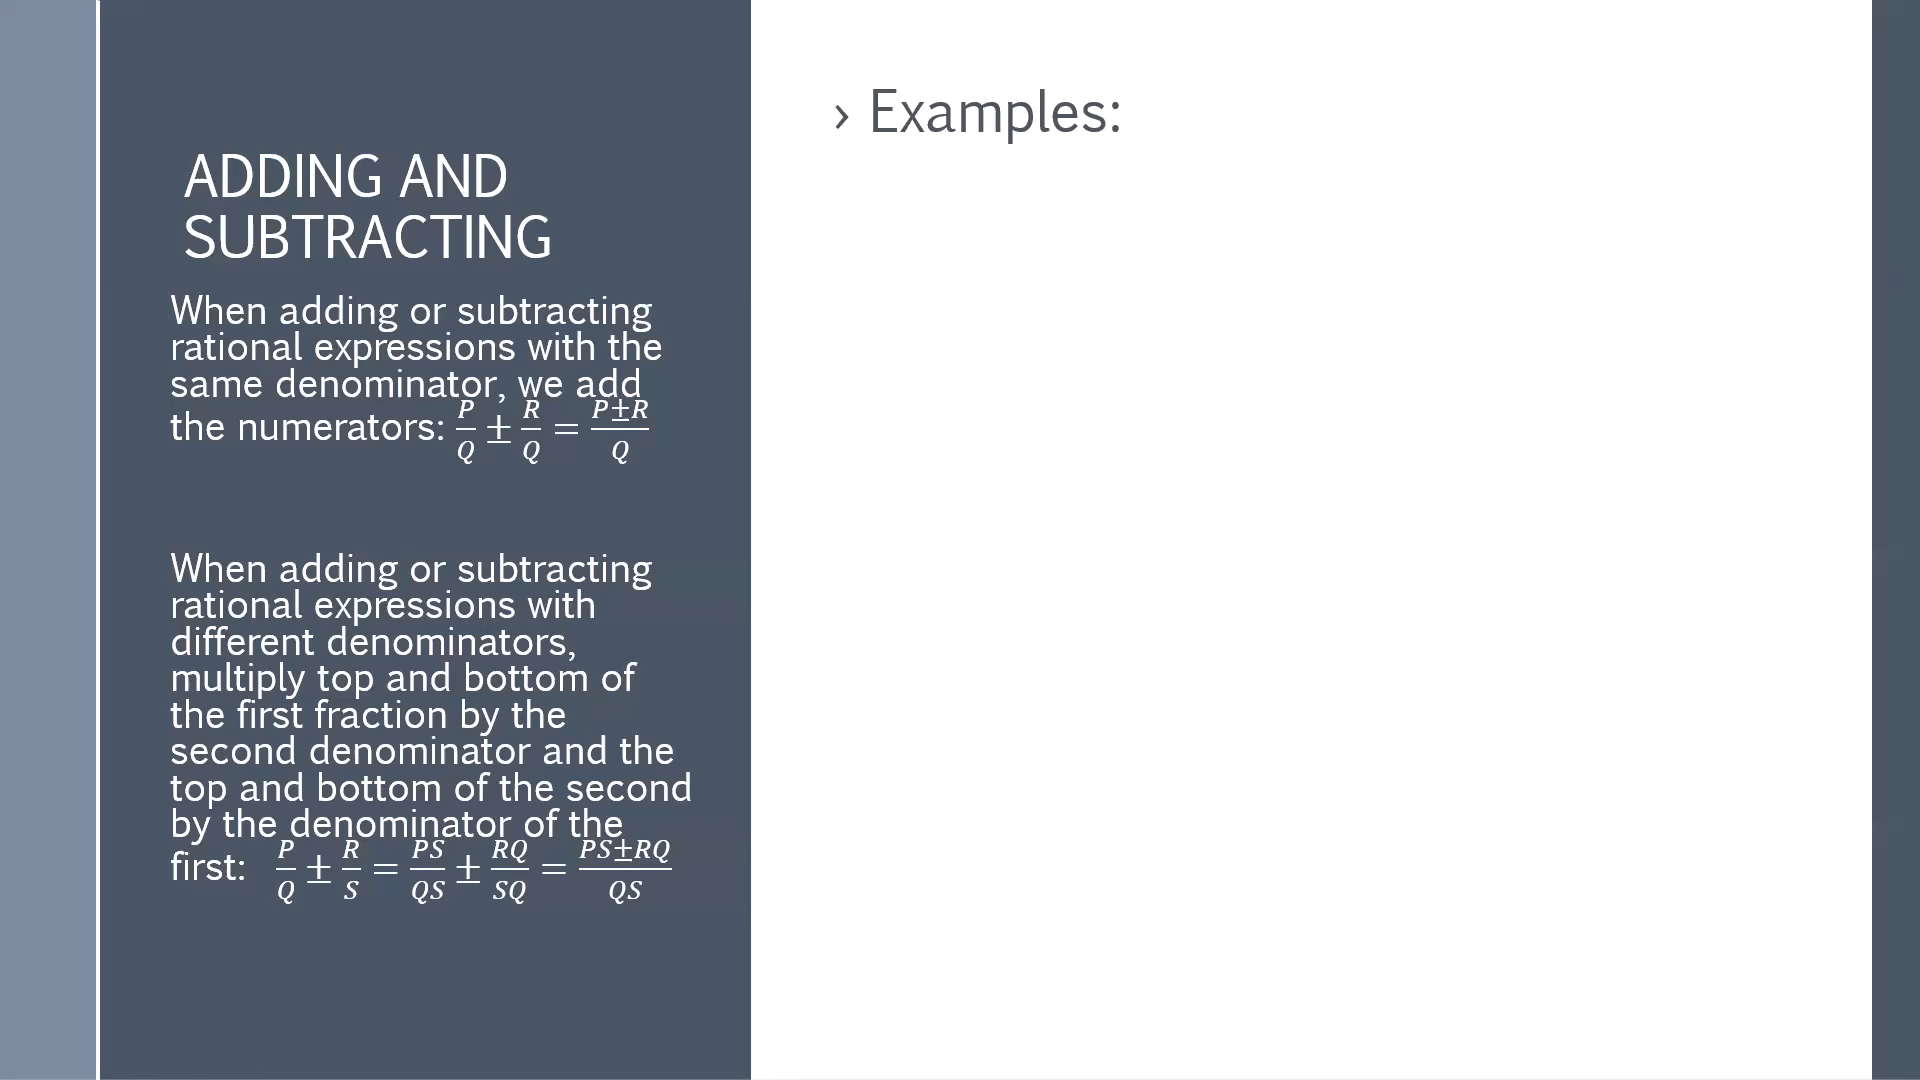 ADDING AND
SUBTRACTING
When adding or subtracting
rational expressions with the
same denominator, we add
the numerators: P/Q ± R/Q = (P±R)/Q
When adding or subtracting
rational expressions with
different denominators,
multiply top and bottom of
the first fraction by the
second denominator and the
top and bottom of the second
by the denominator of the
first: P/Q ± R/S = PS/QS ± RQ/SQ = (PS±RQ)/QS
› Examples: